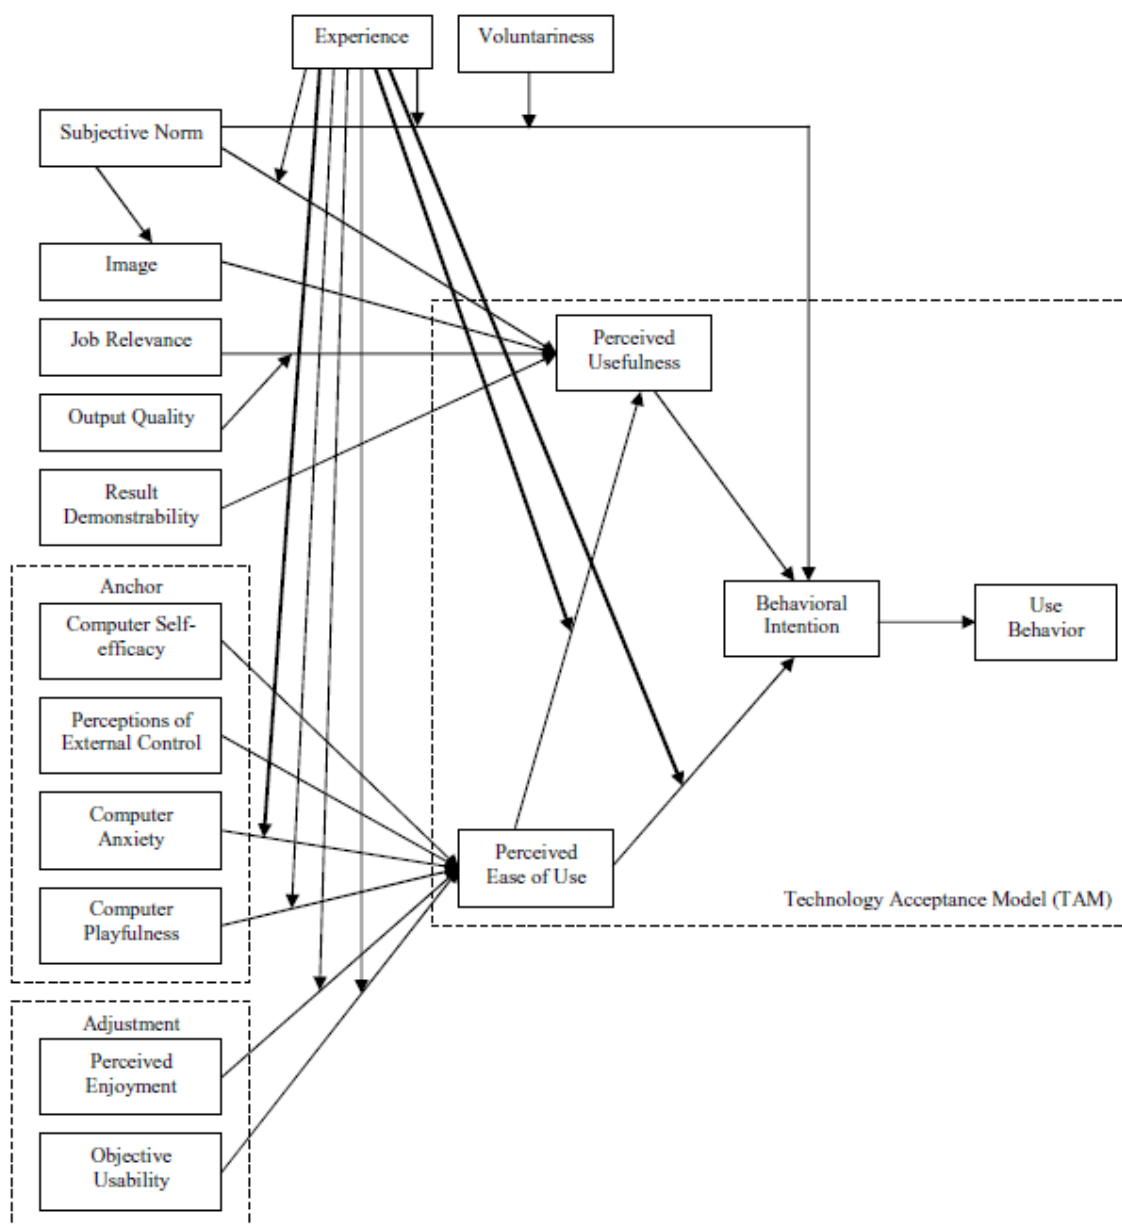 Experience
Voluntariness
Subjective Norm
Image
Job Relevance
Output Quality
Result
Demonstrability
Perceived
Usefulness
Anchor
Computer Self-
efficacy
Perceptions of
External Control
Computer
Anxiety
Computer
Playfulness
Behavioral
Intention
Use
Behavior
Perceived
Ease of Use
Technology Acceptance Model (TAM)
Adjustment
Perceived
Enjoyment
Objective
Usability